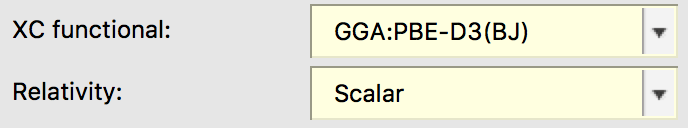 XC functional: GGA:PBE-D3(BJ)
Relativity: Scalar